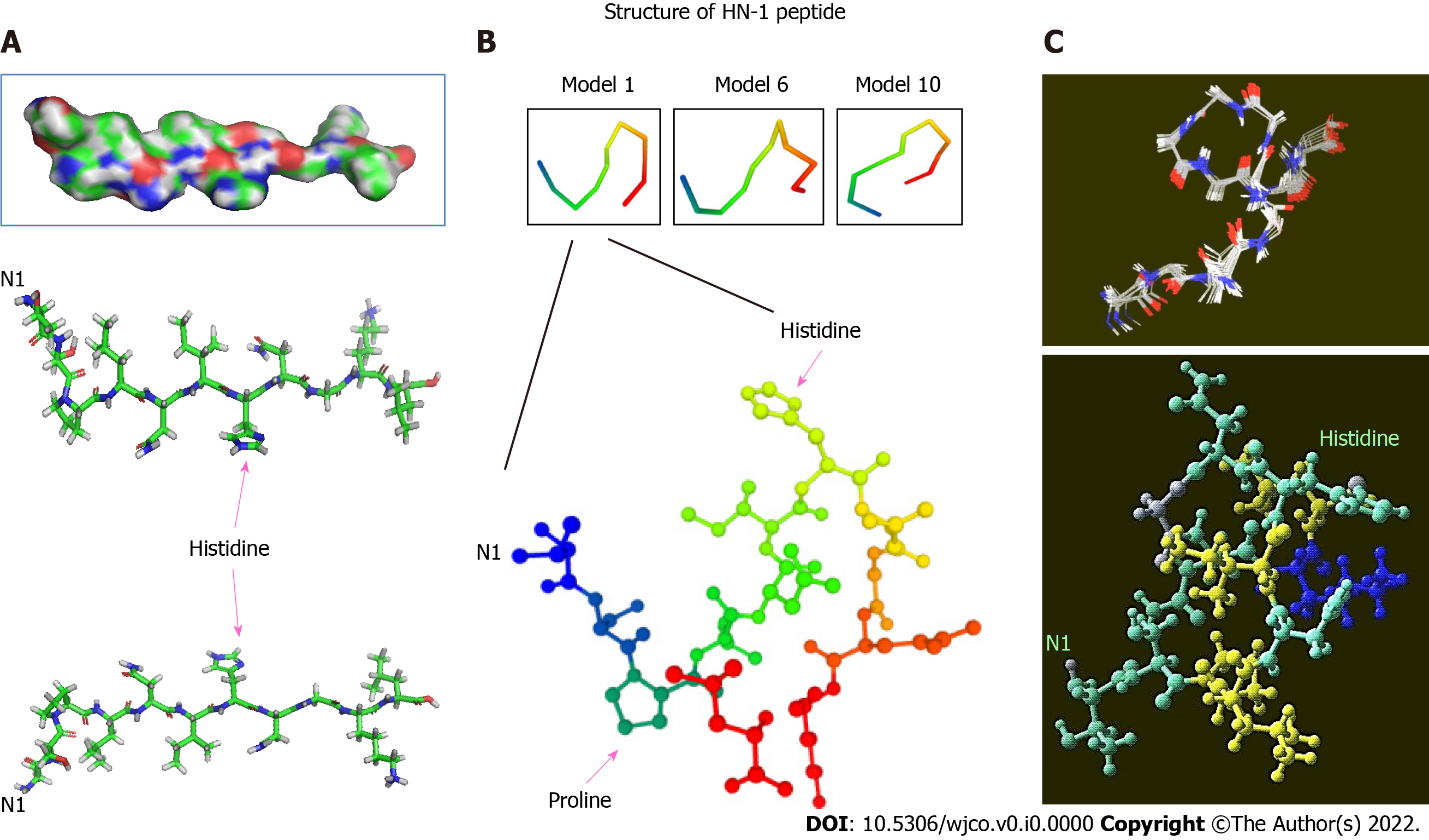 Structure of HN-1 peptide
A
B
C
Model 1
Model 6
Model 10
N1
Histidine
N1
Histidine
N1
Proline
Histidine
N1
DOI: 10.5306/wjco.v0.i0.0000 Copyright ©The Author(s) 2022.